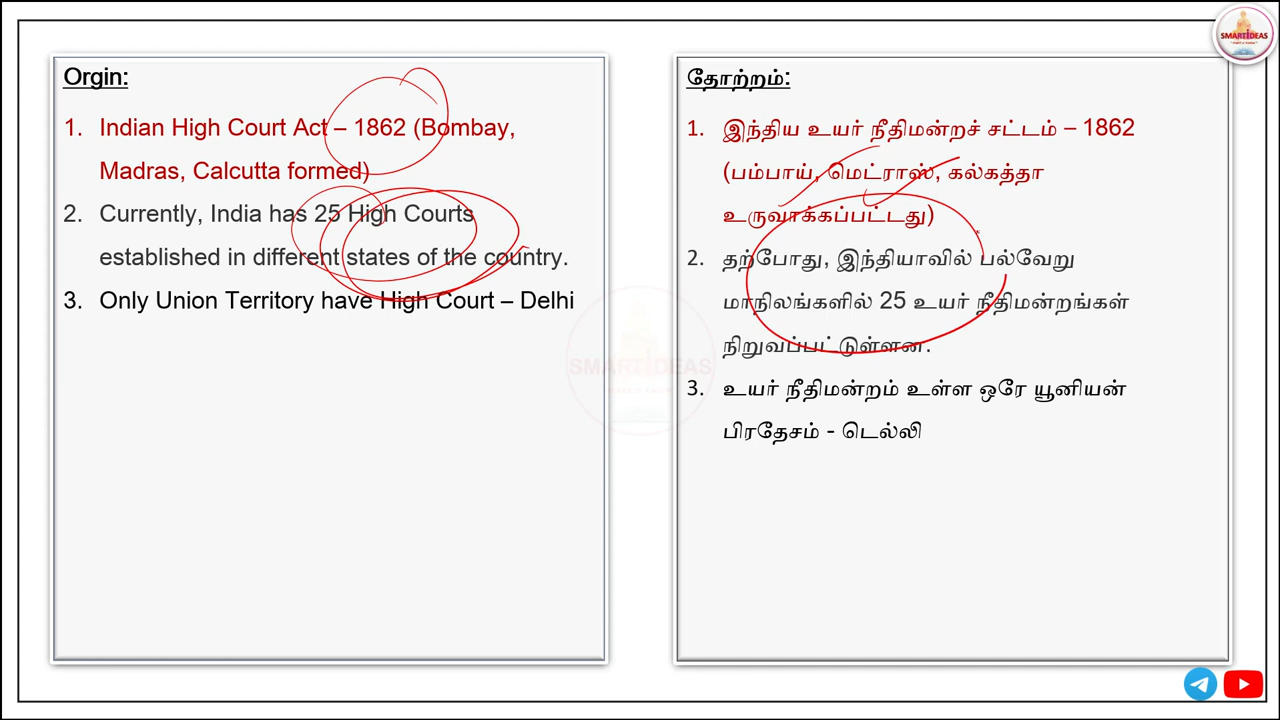 SMARTIDEAS
Orgin:
1. Indian High Court Act – 1862 (Bombay,
Madras, Calcutta formed)
2. Currently, India has 25 High Courts
established in different states of the country.
3. Only Union Territory have High Court – Delhi
தோற்றம்:
1. இந்திய உயர் நீதிமன்றச் சட்டம் – 1862
(பம்பாய், மெட்ராஸ், கல்கத்தா
உருவாக்கப்பட்டது)
2. தற்போது, இந்தியாவில் பல்வேறு
மாநிலங்களில் 25 உயர் நீதிமன்றங்கள்
நிறுவப்பட்டுள்ளன.
3. உயர் நீதிமன்றம் உள்ள ஒரே யூனியன்
பிரதேசம் - டெல்லி
SMARTIDEAS